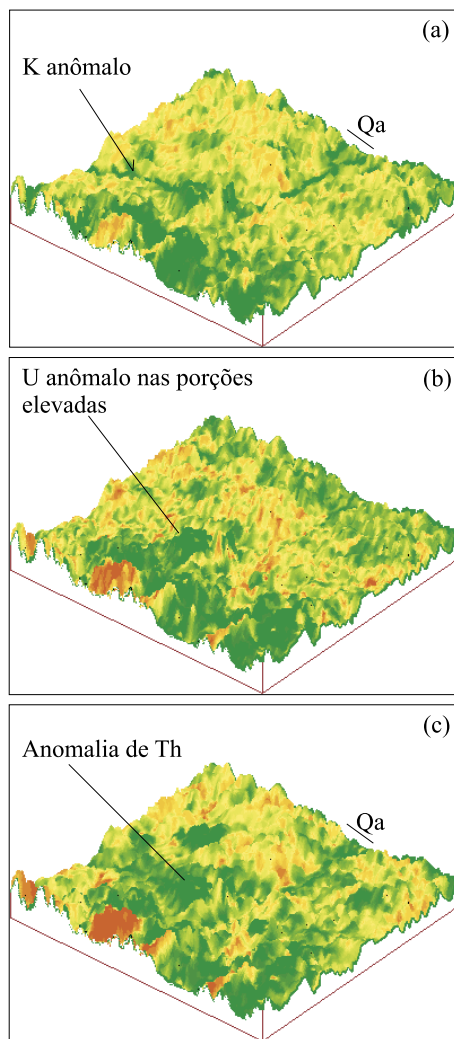 (a)
K anômalo
Qa
U anômalo nas porções
elevadas
(b)
(c)
Anomalia de Th
Qa